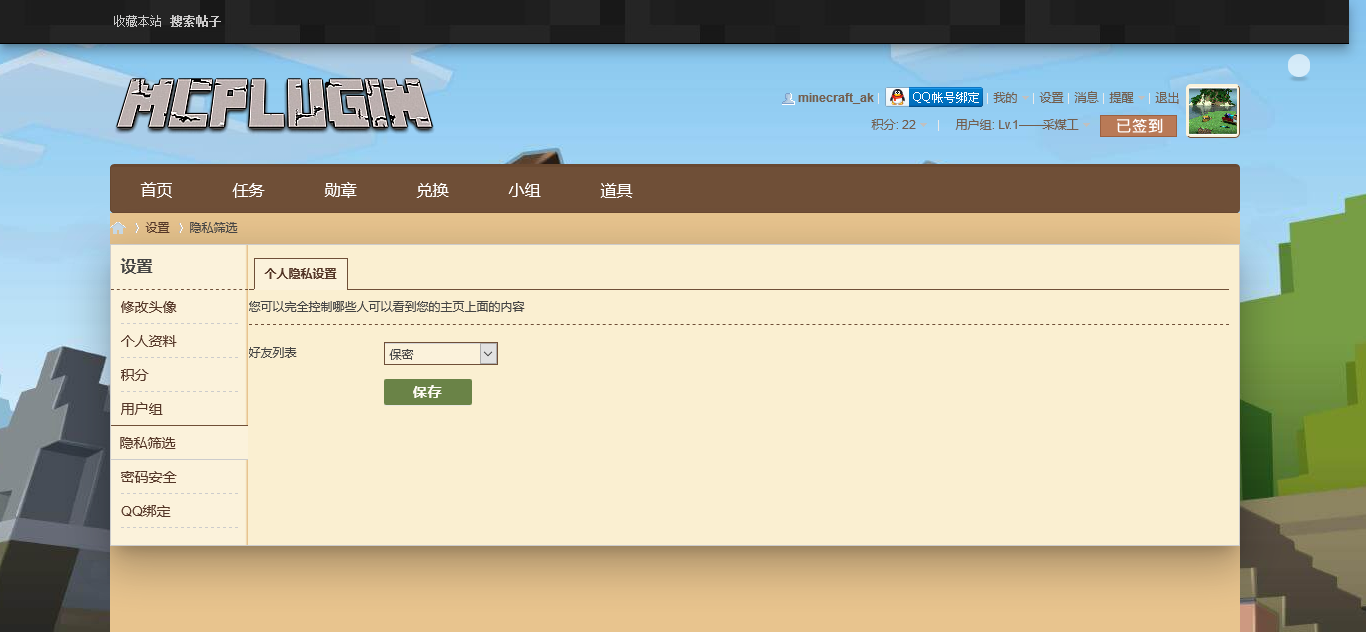 收藏本站 搜索帖子
MCPLUGIN
minecraft_ak | QQ帐号绑定 | 我的 | 设置 | 消息 | 提醒 | 退出
积分: 22 | 用户组: Lv.1——采煤工 已签到
首页 任务 勋章 兑换 小组 道具
设置 隐私筛选
设置
修改头像
个人资料
积分
用户组
隐私筛选
密码安全
QQ绑定
个人隐私设置
您可以完全控制哪些人可以看到您的主页上面的内容
好友列表 保密
保存